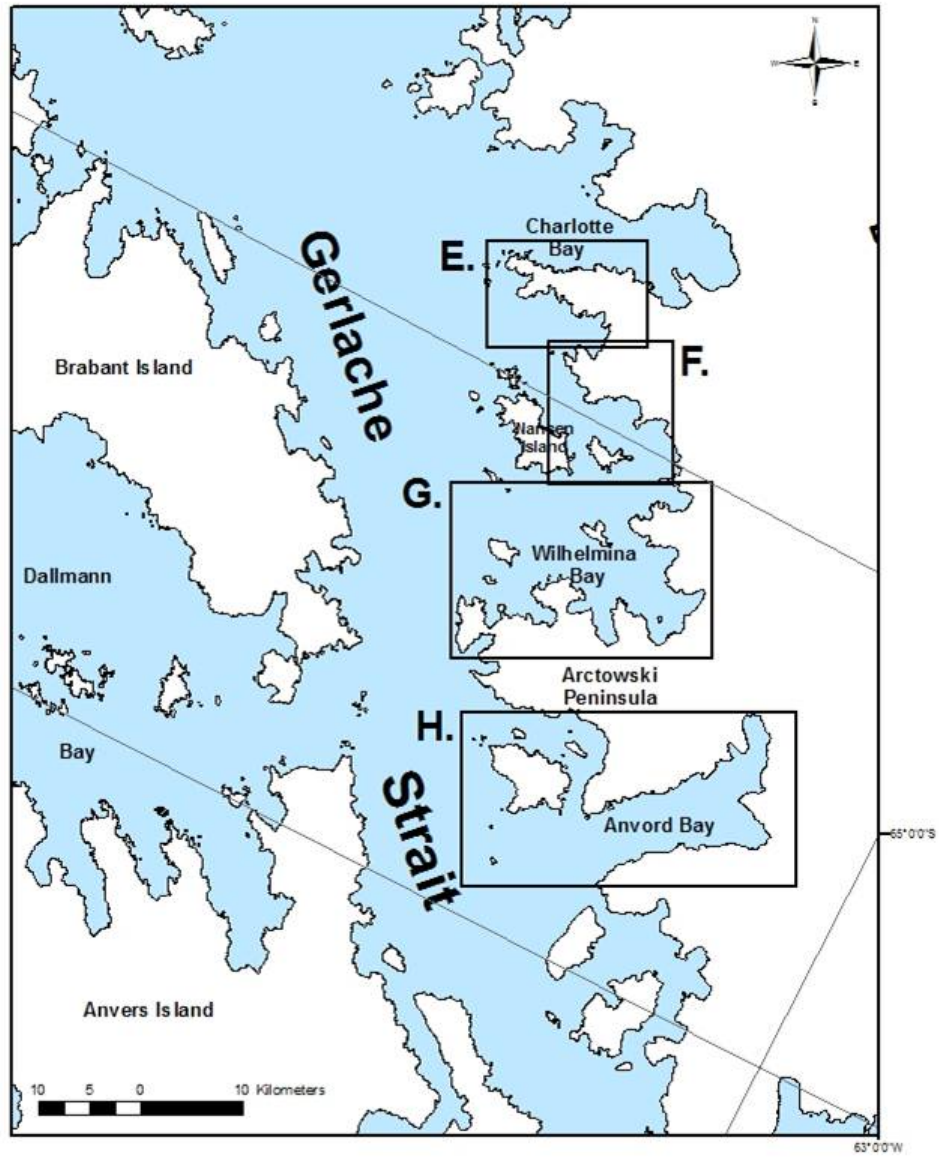 N
W E
S
Charlotte
Bay
E.
Gerlache
Brabant Island
F.
Nansen
Island
G.
Wilhelmina
Bay
Dallmann
Arctowski
Peninsula
H.
Bay
Strait
Anvord Bay
65°0'0"S
Anvers Island
10 5 0 10 Kilometers
63°0'0"W